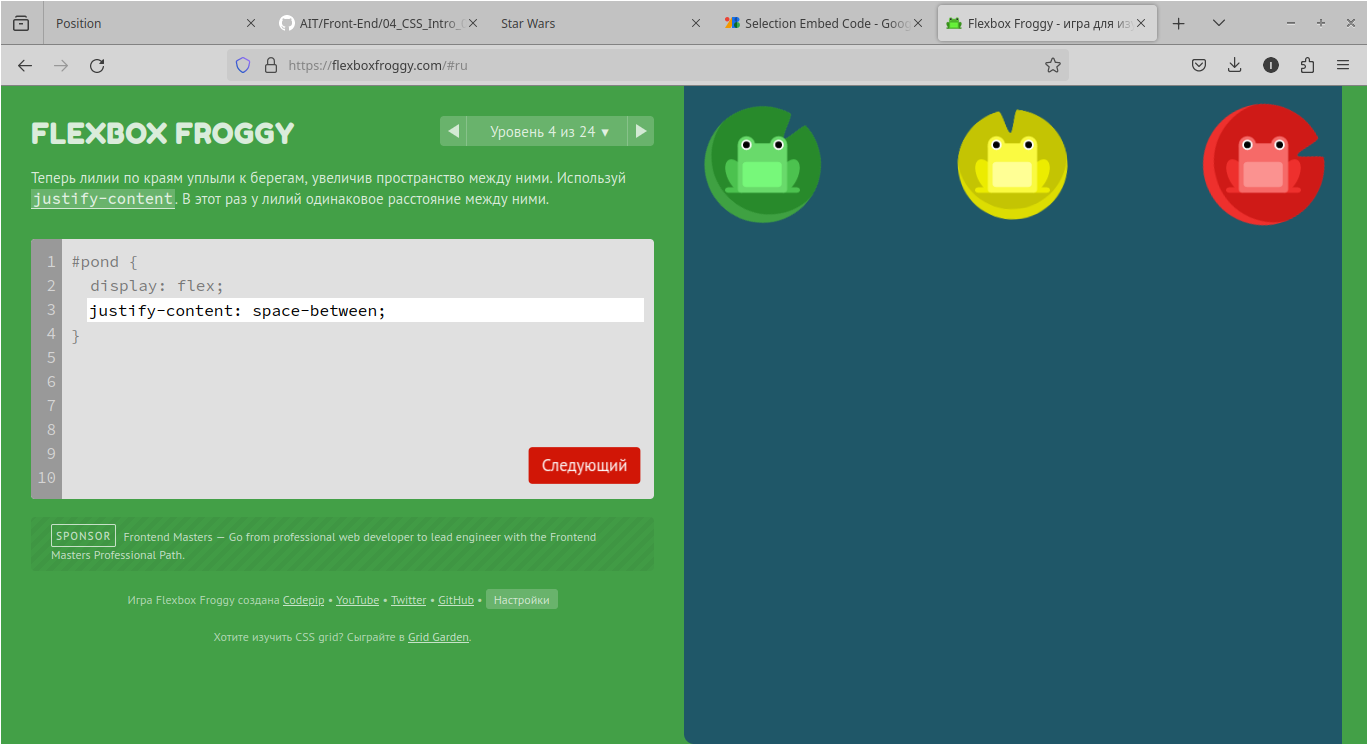 Position
AIT/Front-End/04_CSS_Intro_
Star Wars
Selection Embed Code - Goog
Flexbox Froggy - игра для из
https://flexboxfroggy.com/#ru
FLEXBOX FROGGY
Уровень 4 из 24 ▾
Теперь лилии по краям уплыли к берегам, увеличив пространство между ними. Используй
justify-content. В этот раз у лилий одинаковое расстояние между ними.
1 #pond {
2 display: flex;
3 justify-content: space-between;
4 }
5
6
7
8
9
10
Следующий
SPONSOR Frontend Masters — Go from professional web developer to lead engineer with the Frontend
Masters Professional Path.
Игра Flexbox Froggy создана Codepip • YouTube • Twitter • GitHub • Настройки
Хотите изучить CSS grid? Сыграйте в Grid Garden.